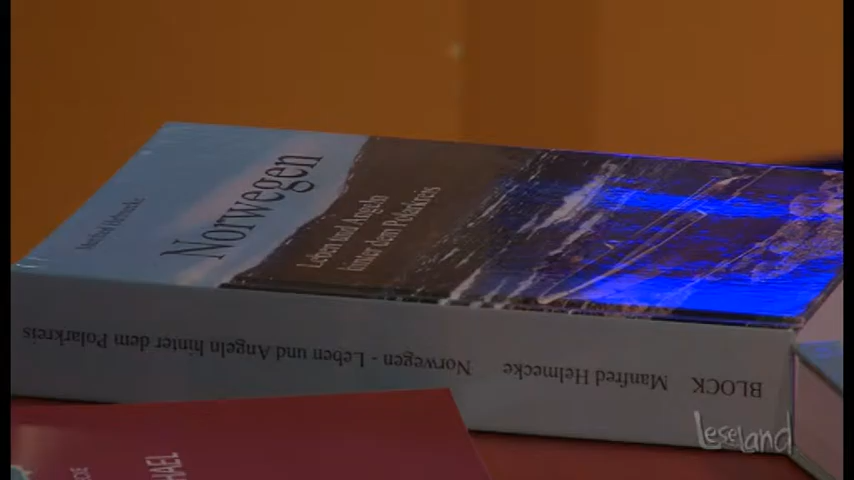 Manfred Helmecke
Norwegen
Leben und Angeln
hinter dem Polarkreis
BLOCK Manfred Helmecke Norwegen - Leben und Angeln hinter dem Polarkreis
HAEL
leseland